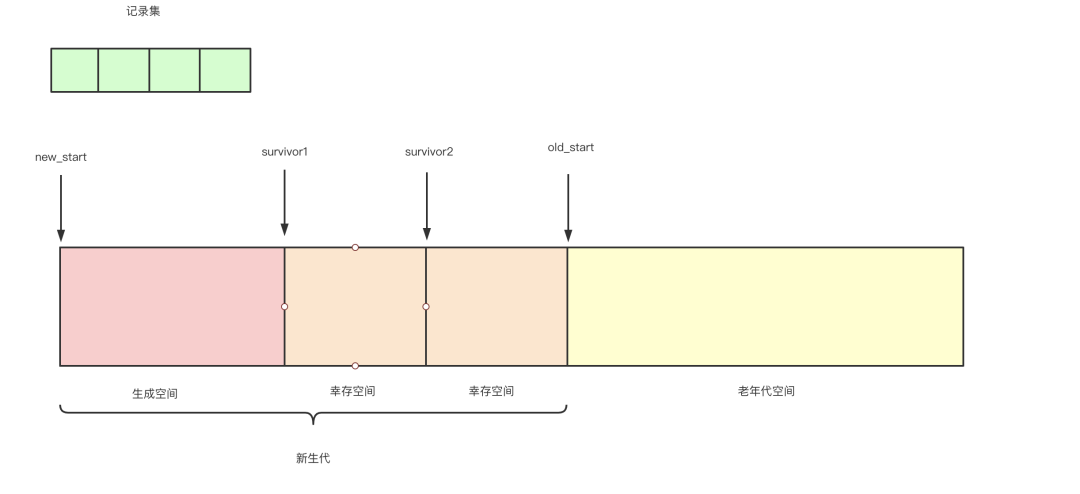 记录集
new_start
survivor1
survivor2
old_start
生成空间
幸存空间
幸存空间
老年代空间
新生代